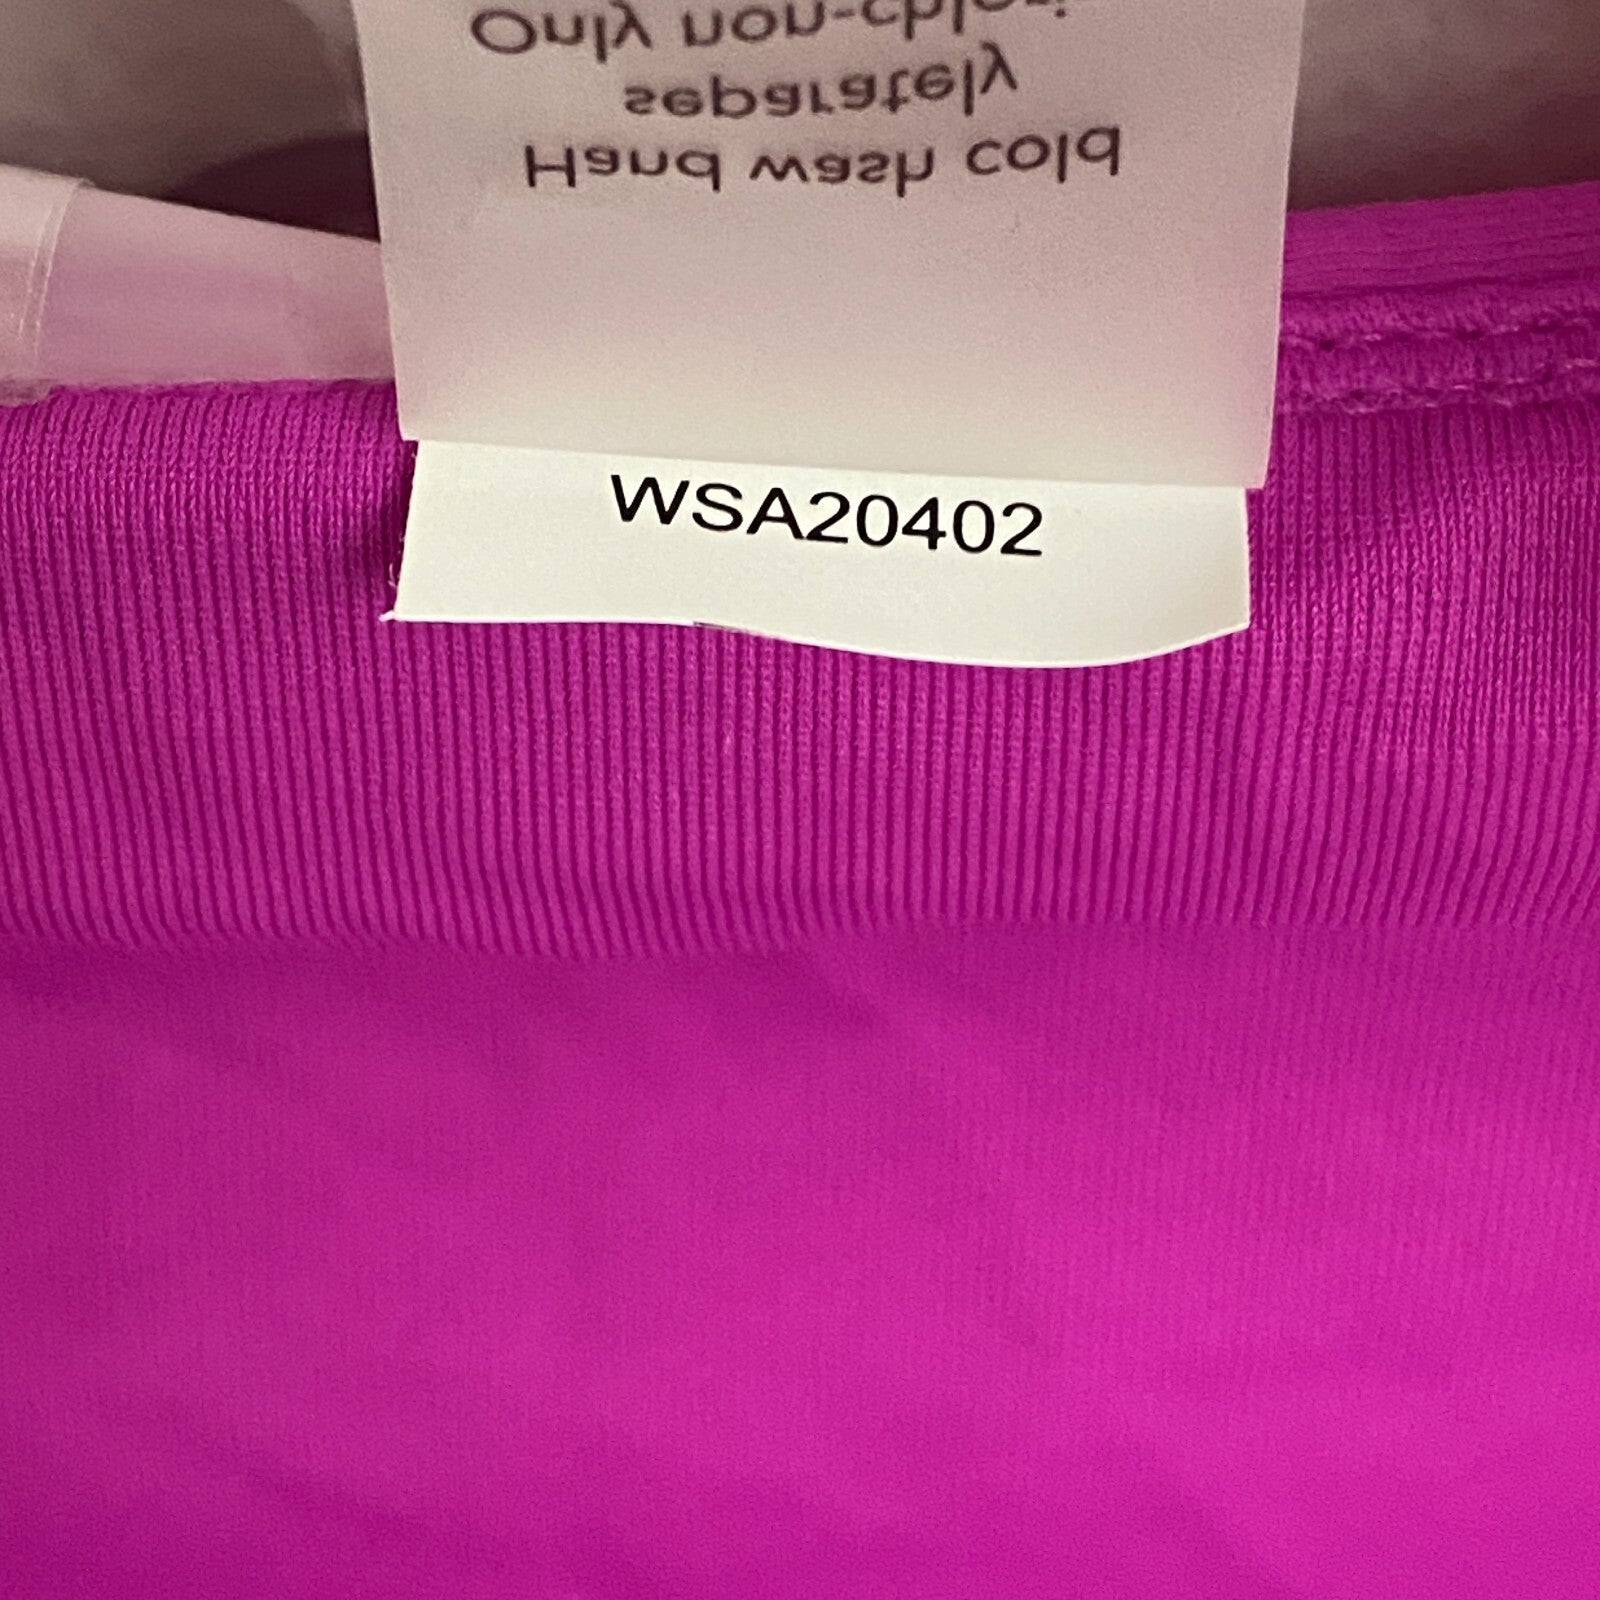 Hand wash cold
separately
Only
WSA20402